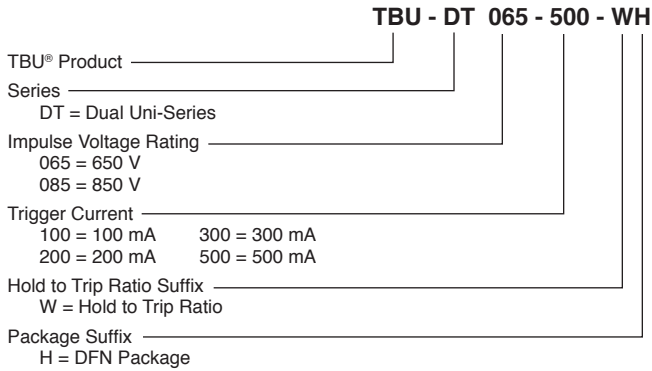 TBU - DT 065 - 500 - WH
TBU® Product
Series
DT = Dual Uni-Series
Impulse Voltage Rating
065 = 650 V
085 = 850 V
Trigger Current
100 = 100 mA 300 = 300 mA
200 = 200 mA 500 = 500 mA
Hold to Trip Ratio Suffix
W = Hold to Trip Ratio
Package Suffix
H = DFN Package